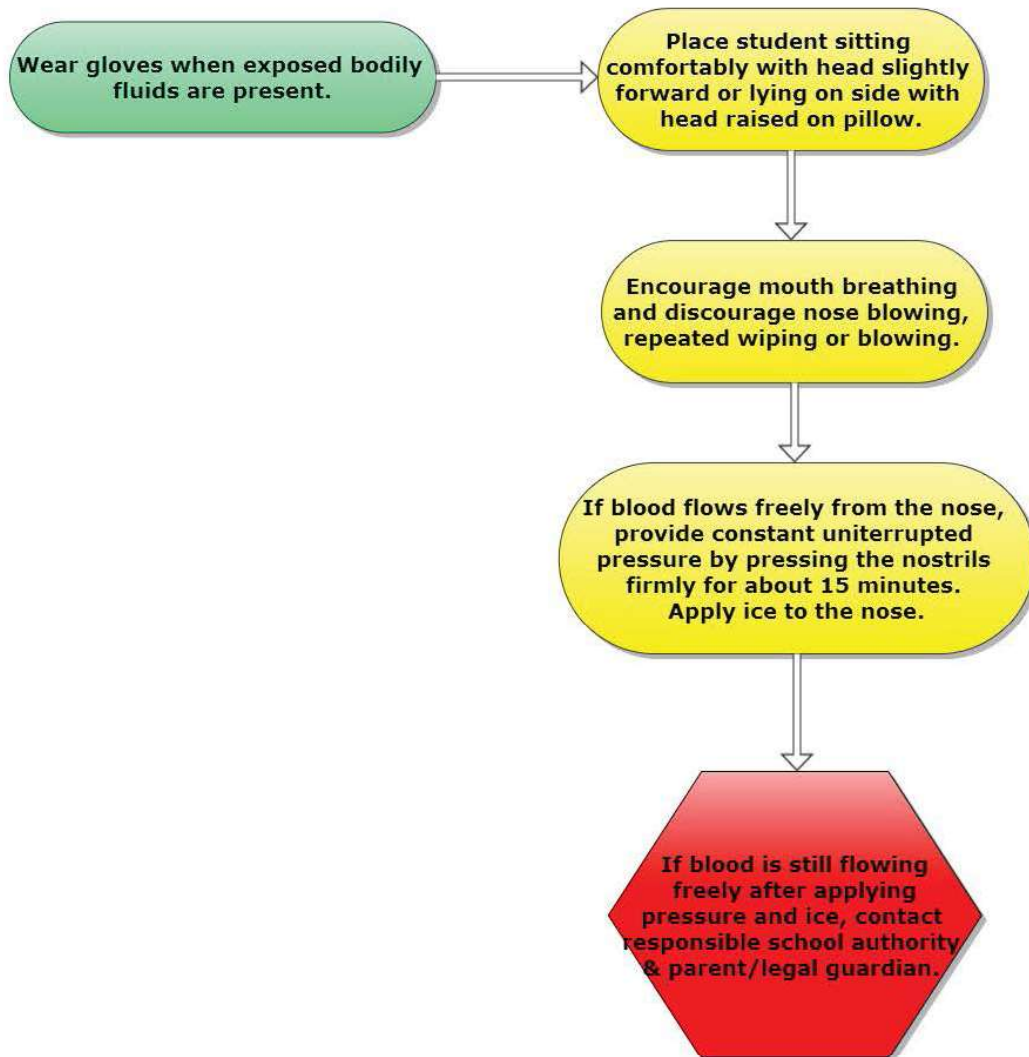 Wear gloves when exposed bodily
fluids are present.
Place student sitting
comfortably with head slightly
forward or lying on side with
head raised on pillow.
Encourage mouth breathing
and discourage nose blowing,
repeated wiping or blowing.
If blood flows freely from the nose,
provide constant uniterrupted
pressure by pressing the nostrils
firmly for about 15 minutes.
Apply ice to the nose.
If blood is still flowing
freely after applying
pressure and ice, contact
responsible school authority
& parent/legal guardian.